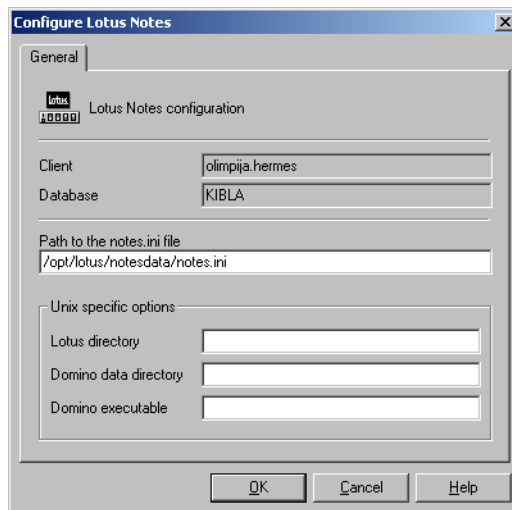 Configure Lotus Notes
General
Lotus.
Lotus Notes configuration
Client olimpija.hermes
Database KIBLA
Path to the notes.ini file
/opt/lotus/notesdata/notes.ini
Unix specific options
Lotus directory
Domino data directory
Domino executable
OK Cancel Help